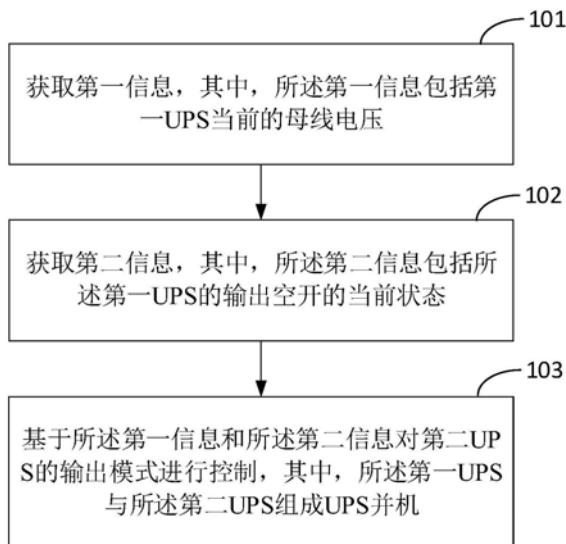 101
获取第一信息，其中，所述第一信息包括第
一UPS当前的母线电压
102
获取第二信息，其中，所述第二信息包括所
述第一UPS的输出空开的当前状态
103
基于所述第一信息和所述第二信息对第二UP
S的输出模式进行控制，其中，所述第一UPS
与所述第二UPS组成UPS并机